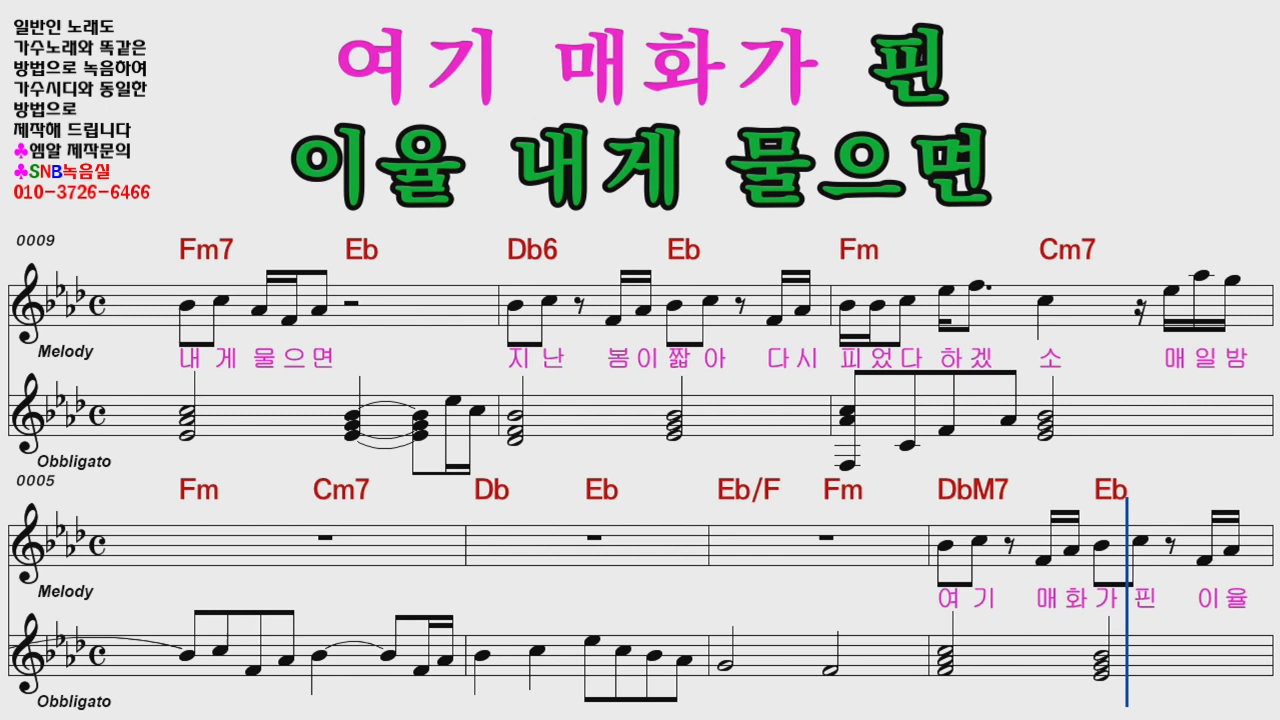 일반인 노래도
가수노래와 똑같은
방법으로 녹음하여
가수시디와 동일한
방법으로
제작해 드립니다
♣엠알 제작문의
♣SNB녹음실
010-3726-6466
여기 매화가 핀
이율 내게 물으면
0009
Fm7 Eb Db6 Eb Fm Cm7
Melody
내 게 물 으 면 지 난 봄 이 짧 아 다 시 피 었 다 하 겠 소 매 일 밤
Obbligato
0005
Fm Cm7 Db Eb Eb/F Fm DbM7 Eb
Melody
여 기 매 화 가 핀 이 율
Obbligato